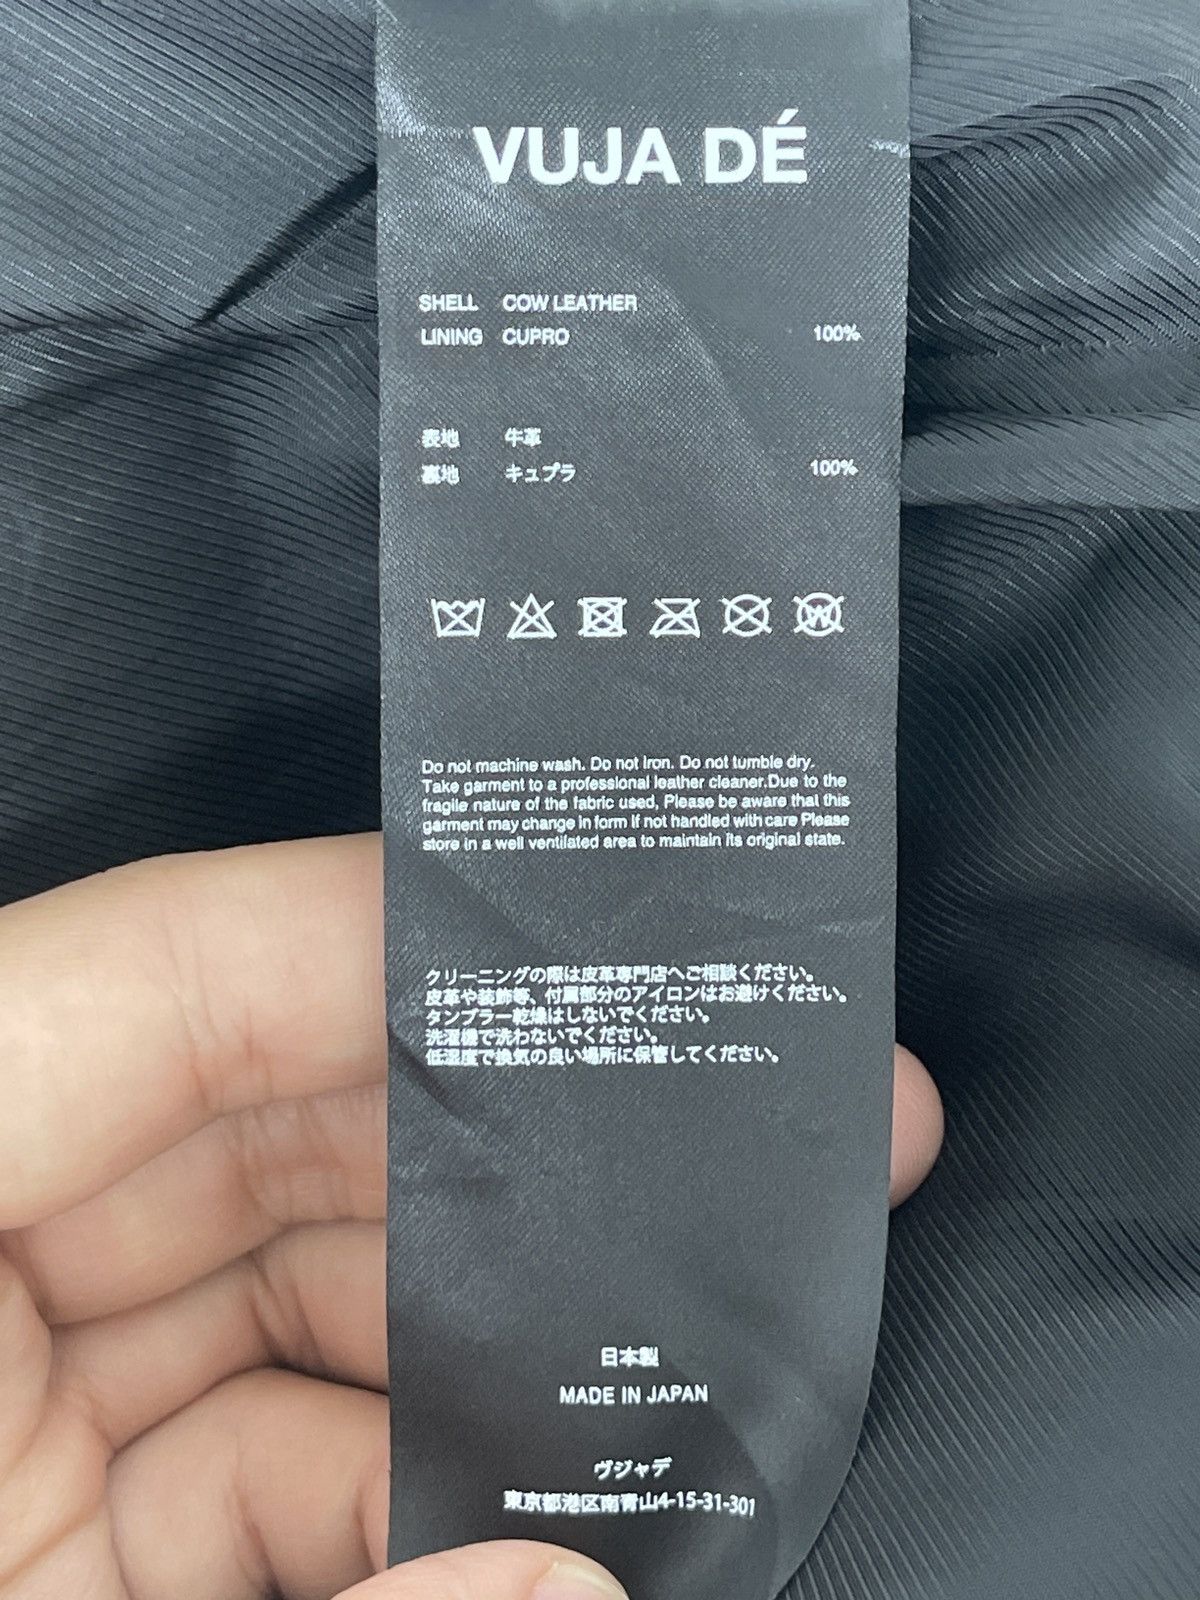 VUJA DÉ
SHELL COW LEATHER
LINING CUPRO 100%
表地 牛革
裏地 キュプラ 100%
W
Do not machine wash. Do not Iron. Do not tumble dry.
Take garment to a professional leather cleaner.Due to the
fragile nature of the fabric used, Please be aware that this
garment may change in form If not handled with care Please
store in a well ventilated area to maintain its original state.
クリーニングの際は皮革専門店へご相談ください。
皮革や装飾等、付属部分のアイロンはお避けください。
タンブラー乾燥はしないでください。
洗濯機で洗わないでください。
低湿度で換気の良い場所に保管してください。
日本製
MADE IN JAPAN
ヴジャデ
東京都港区南青山4-15-31-301